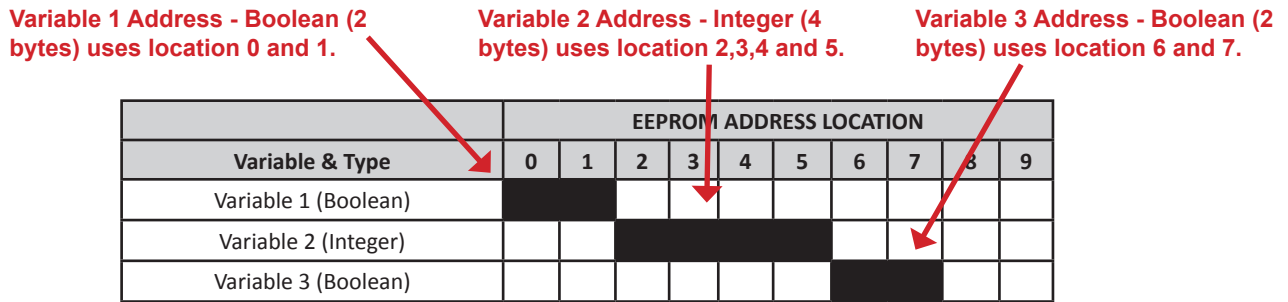 Variable 1 Address - Boolean (2
bytes) uses location 0 and 1.
Variable 2 Address - Integer (4
bytes) uses location 2,3,4 and 5.
Variable 3 Address - Boolean (2
bytes) uses location 6 and 7.
EEPROM ADDRESS LOCATION
Variable & Type 0 1 2 3 4 5 6 7 8 9
Variable 1 (Boolean)
Variable 2 (Integer)
Variable 3 (Boolean)